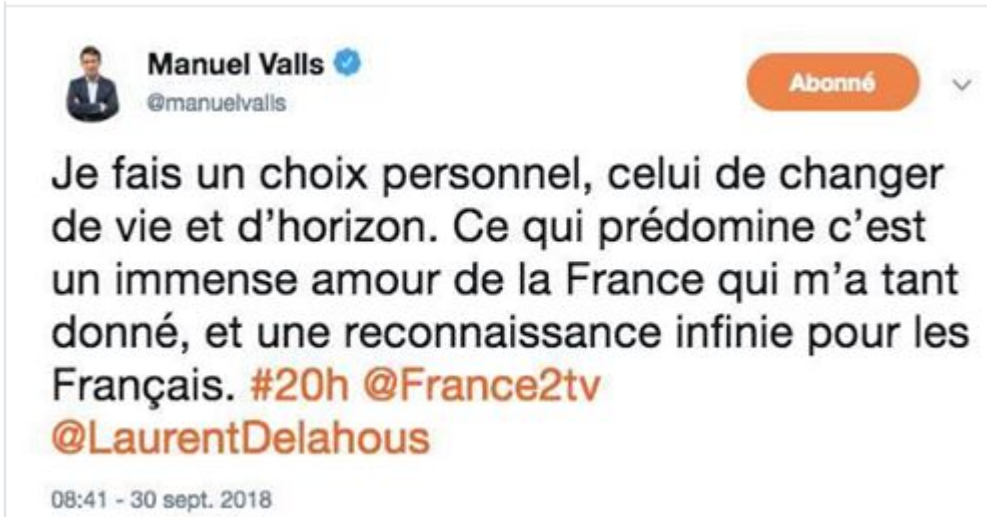 Manuel Valls
@manuelvalls
Abonné
Je fais un choix personnel, celui de changer
de vie et d’horizon. Ce qui prédomine c’est
un immense amour de la France qui m’a tant
donné, et une reconnaissance infinie pour les
Français. #20h @France2tv
@LaurentDelahous
08:41 - 30 sept. 2018